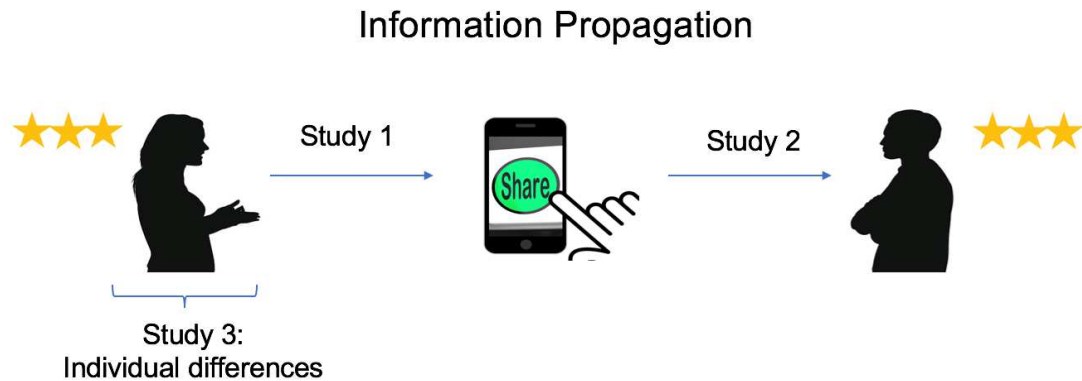 Information Propagation
Study 1
Share
Study 2
Study 3:
Individual differences